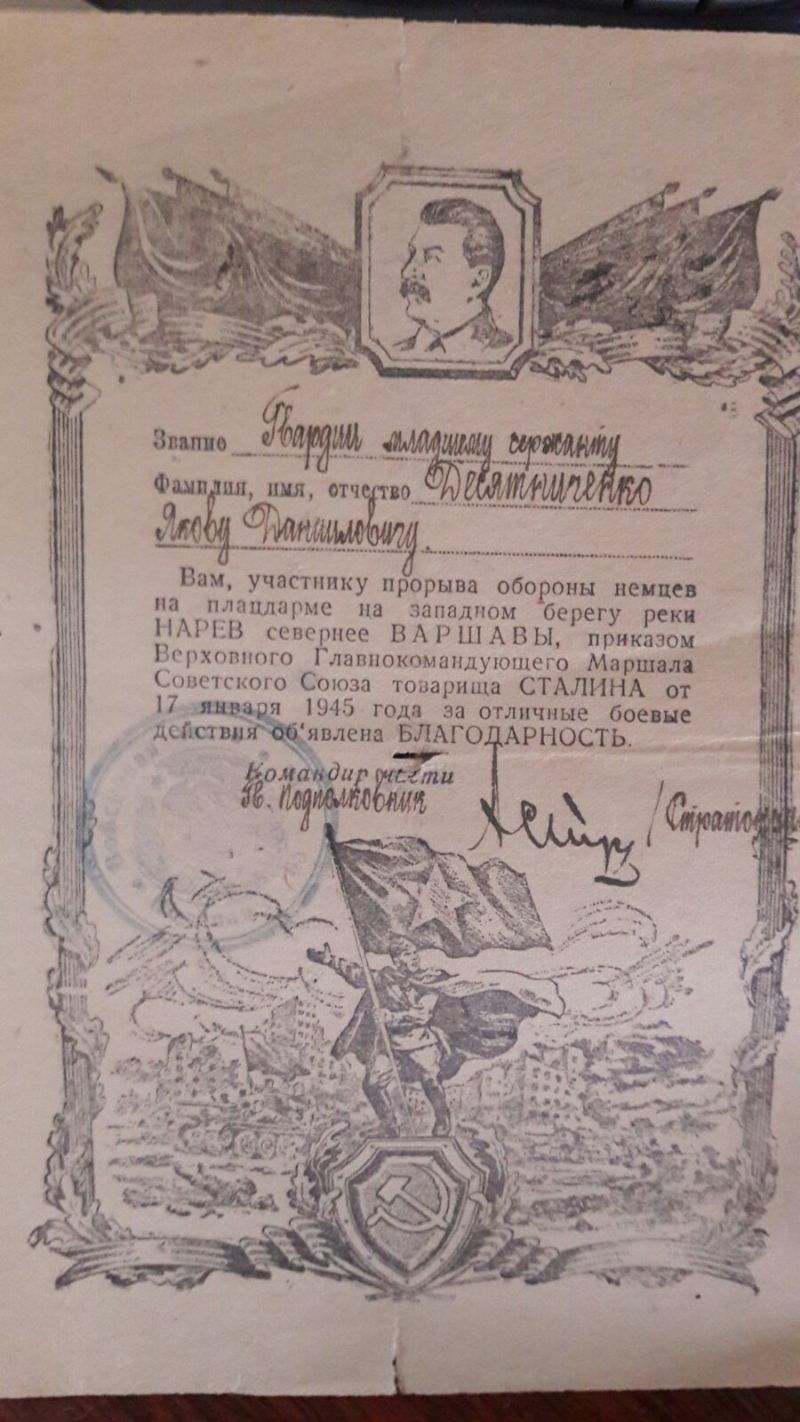 Звание Гвардии младшему сержанту
Фамилия, имя, отчество Десятниченко
Якову Данииловичу.
Вам, участнику прорыва обороны немцев
на плацдарме на западном берегу реки
НАРЕВ севернее ВАРШАВЫ, приказом
Верховного Главнокомандующего Маршала
Советского Союза товарища СТАЛИНА от
17 января 1945 года за отличные боевые
действия об‘явлена БЛАГОДАРНОСТЬ.
Командир части
Гв. Подполковник